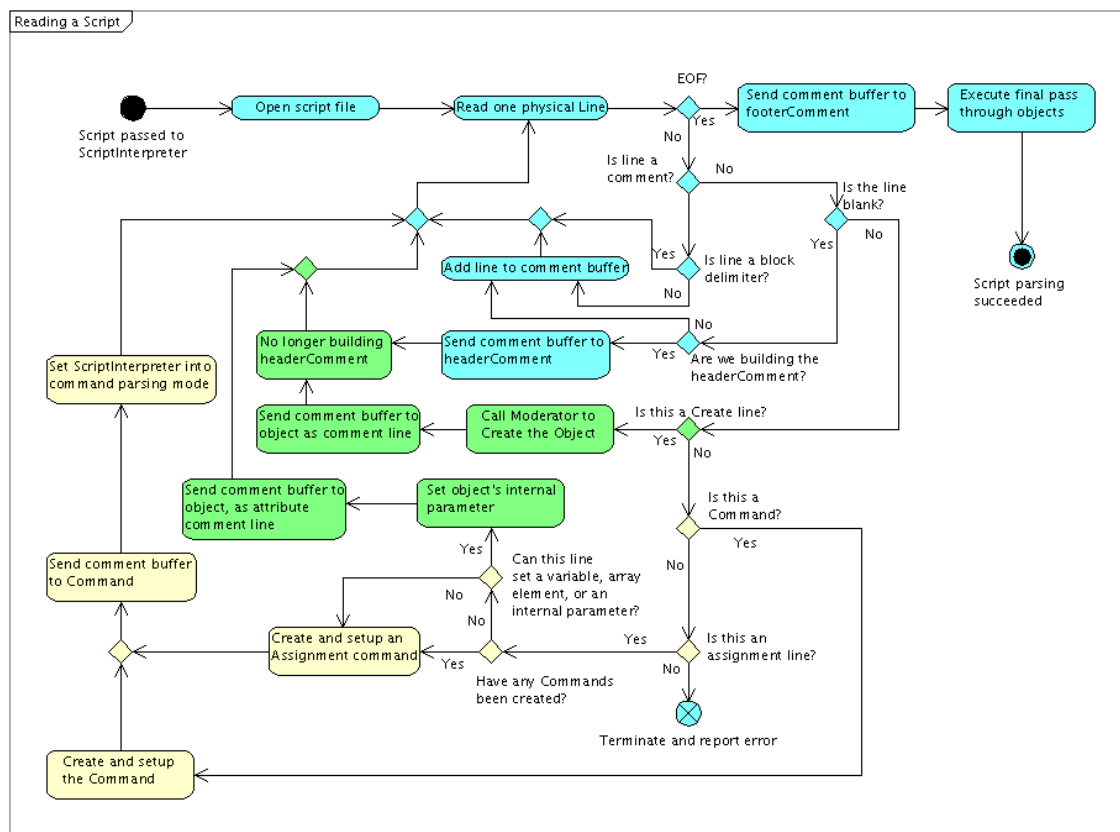 Reading a Script
EOF?
Open script file
Read one physical Line
Send comment buffer to
footerComment
Execute final pass
through objects
Yes
Script passed to
ScriptInterpreter
No
Is line a
comment?
No
Is the line
blank?
Yes
No
Yes
Is line a block
delimiter?
Add line to comment buffer
No
Script parsing
succeeded
No
No longer building
headerComment
Send comment buffer to
headerComment
Yes
Are we building the
headerComment?
Set ScriptInterpreter into
command parsing mode
Send comment buffer to
object as comment line
Call Moderator to
Create the Object
Is this a Create line?
Yes
No
Send comment buffer to
object, as attribute
comment line
Set object's internal
parameter
Is this a
Command?
Yes
Yes
Can this line
set a variable, array
element, or an
internal parameter?
No
Send comment buffer
to Command
No
No
Create and setup an
Assignment command
Yes
Yes
Is this an
assignment line?
No
Have any Commands
been created?
Terminate and report error
Create and setup
the Command